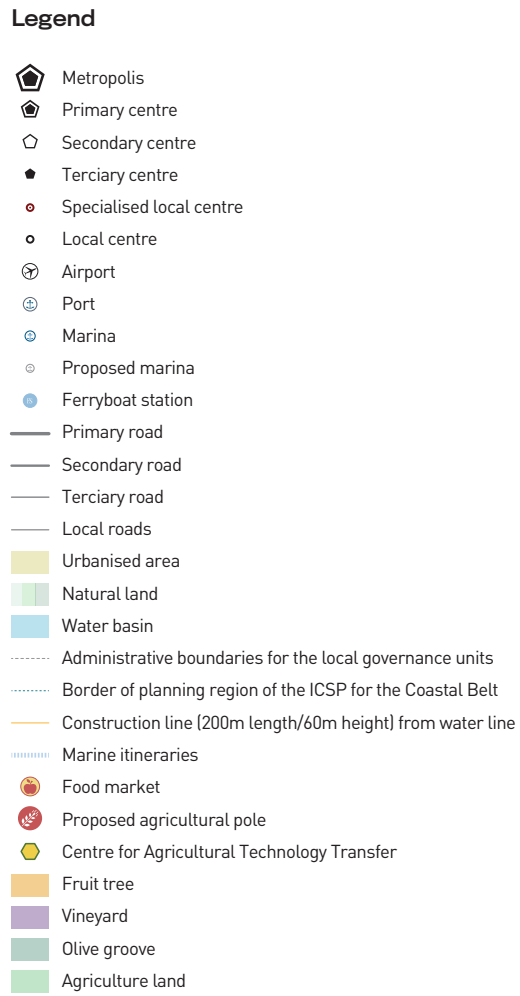 Legend
Metropolis
Primary centre
Secondary centre
Terciary centre
Specialised local centre
Local centre
Airport
Port
Marina
Proposed marina
Ferryboat station
Primary road
Secondary road
Terciary road
Local roads
Urbanised area
Natural land
Water basin
Administrative boundaries for the local governance units
Border of planning region of the ICSP for the Coastal Belt
Construction line (200m length/60m height) from water line
Marine itineraries
Food market
Proposed agricultural pole
Centre for Agricultural Technology Transfer
Fruit tree
Vineyard
Olive groove
Agriculture land